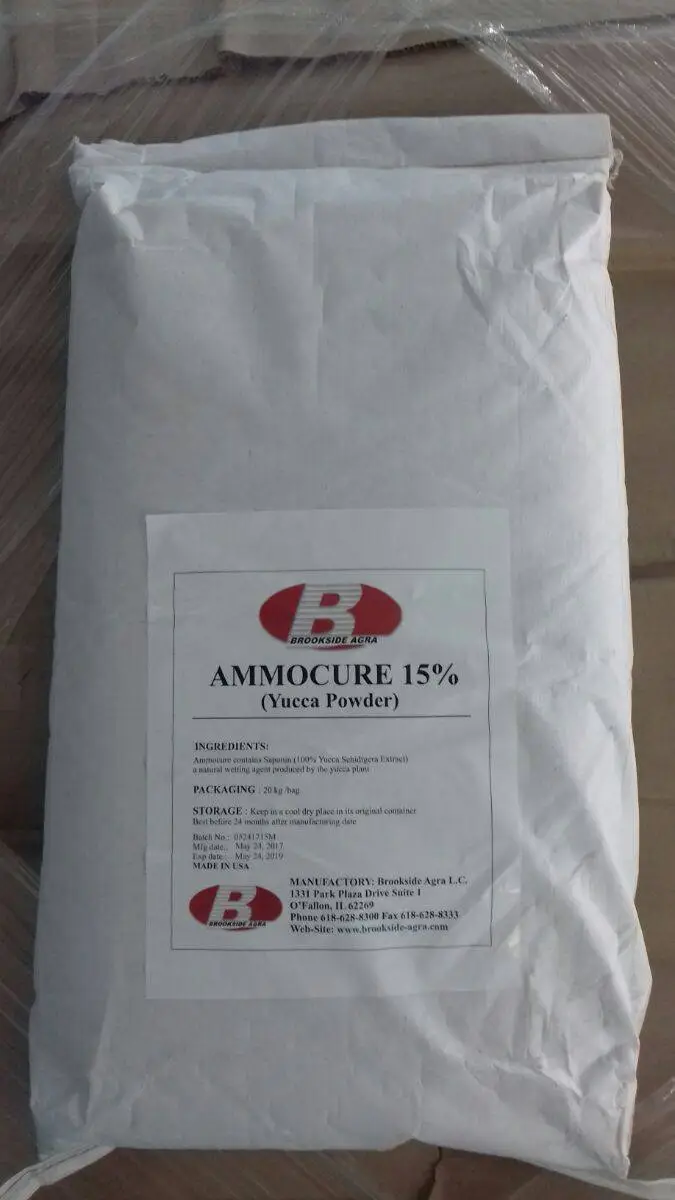 B
BROOKSIDE AGRA
AMMOCURE 15%
(Yucca Powder)
INGREDIENTS:
Ammocure contains Saponin (100% Yucca Schidigera Extract)
a natural wetting agent produced by the yucca plant
PACKAGING : 20 kg /bag
STORAGE : Keep in a cool dry place in its original container
Best before 24 months after manufacturing date
Batch No.: 05241715M
Mfg date.: May 24, 2017
Exp date: May 24, 2019
MADE IN USA
B
BROOKSIDE AGRA
MANUFACTORY: Brookside Agra L.C.
1331 Park Plaza Drive Suite 1
O'Fallon, IL 62269
Phone 618-628-8300 Fax 618-628-8333
Web-Site: www.brookside-agra.com